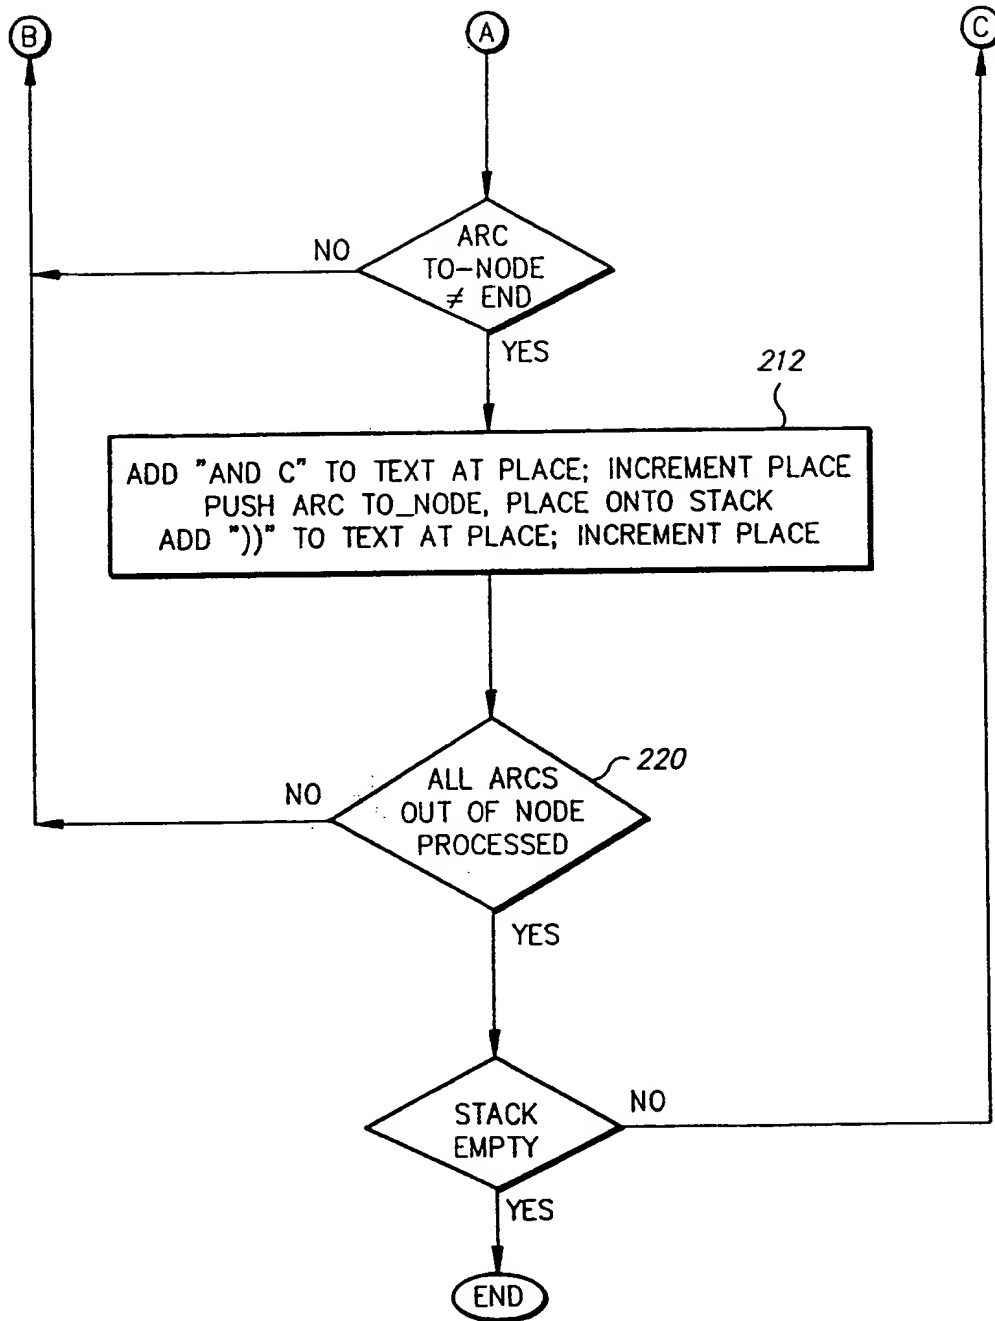 B
A
C
ARC
TO-NODE
≠ END
NO
YES
212
ADD "AND C" TO TEXT AT PLACE; INCREMENT PLACE
PUSH ARC TO_NODE, PLACE ONTO STACK
ADD "))" TO TEXT AT PLACE; INCREMENT PLACE
220
ALL ARCS
OUT OF NODE
PROCESSED
NO
YES
STACK
EMPTY
NO
YES
END